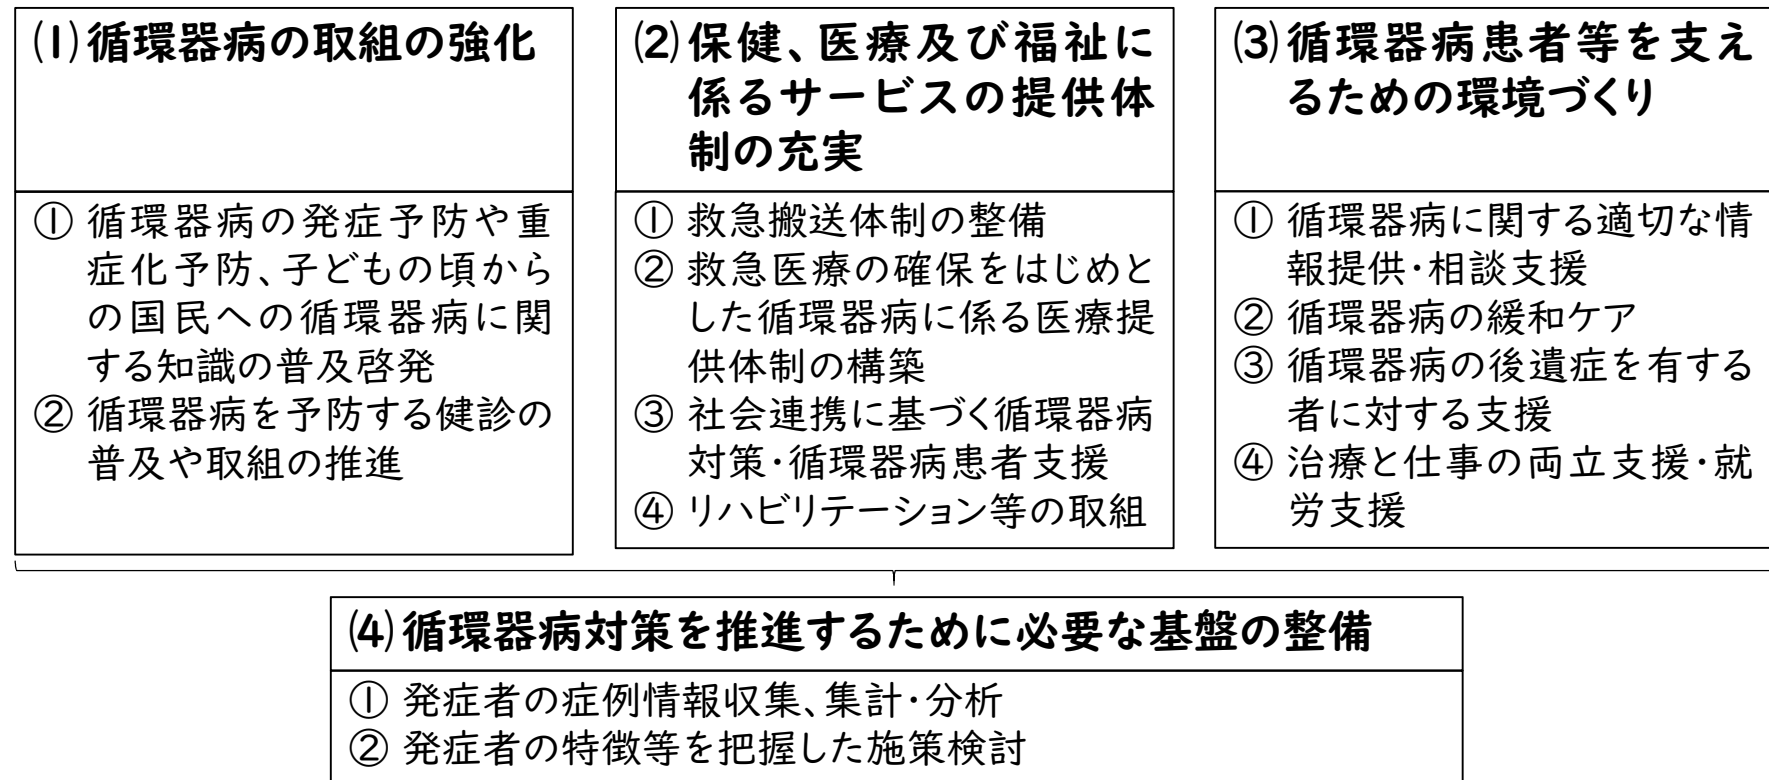 (1)循環器病の取組の強化
① 循環器病の発症予防や重
症化予防、子どもの頃から
の国民への循環器病に関
する知識の普及啓発
② 循環器病を予防する健診の
普及や取組の推進
(2)保健、医療及び福祉に
係るサービスの提供体
制の充実
① 救急搬送体制の整備
② 救急医療の確保をはじめと
した循環器病に係る医療提
供体制の構築
③ 社会連携に基づく循環器病
対策・循環器病患者支援
④ リハビリテーション等の取組
(3)循環器病患者等を支え
るための環境づくり
① 循環器病に関する適切な情
報提供・相談支援
② 循環器病の緩和ケア
③ 循環器病の後遺症を有する
者に対する支援
④ 治療と仕事の両立支援・就
労支援
(4)循環器病対策を推進するために必要な基盤の整備
① 発症者の症例情報収集、集計・分析
② 発症者の特徴等を把握した施策検討